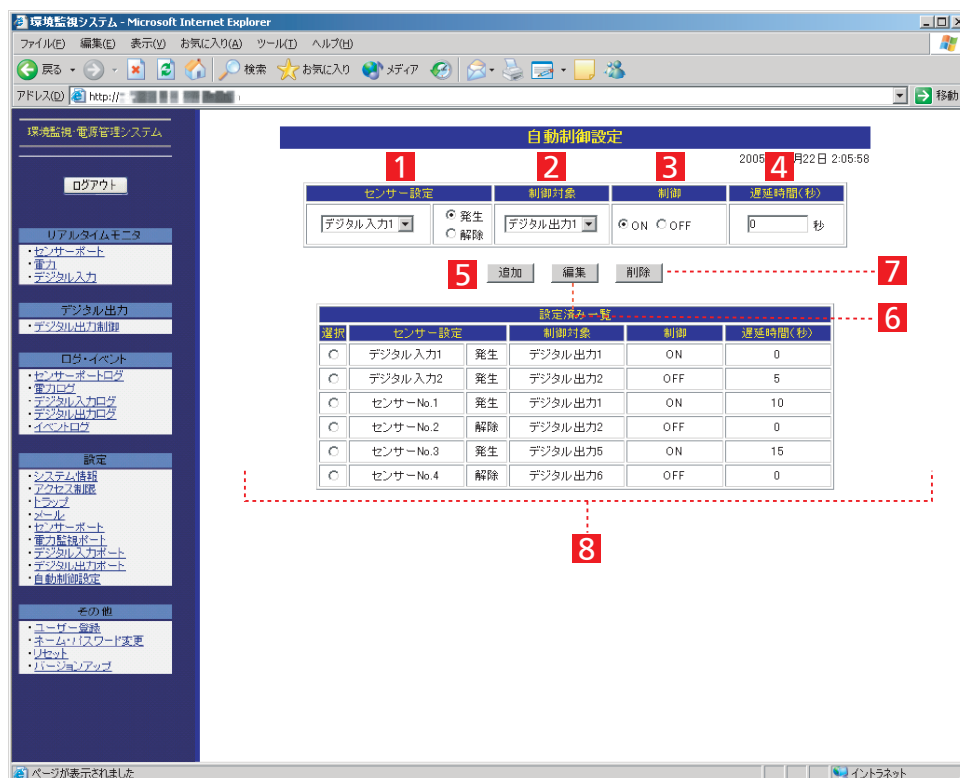 環境監視システム - Microsoft Internet Explorer
ファイル(F) 編集(E) 表示(V) お気に入り(A) ツール(T) ヘルプ(H)
戻る 検索 お気に入り メディア
アドレス(D) http:// 移動
環境監視・電源管理システム
ログアウト
リアルタイムモニタ
・センサーポート
・電力
・デジタル入力
デジタル出力
・デジタル出力制御
ログ・イベント
・センサーポートログ
・電力ログ
・デジタル入力ログ
・デジタル出力ログ
・イベントログ
設定
・システム情報
・アクセス制限
・トラップ
・メール
・センサーポート
・電力監視ポート
・デジタル入力ポート
・デジタル出力ポート
・自動制御設定
その他
・ユーザー登録
・ネーム・パスワード変更
・リセット
・バージョンアップ
自動制御設定
2005 月22日 2:05:58
1 2 3 4
センサー設定 制御対象 制御 遅延時間(秒)
デジタル入力1 発生 解除 デジタル出力1 ON OFF 0 秒
5 追加 編集 削除 7
6
設定済み一覧
選択 センサー設定 制御対象 制御 遅延時間(秒)
デジタル入力1 発生 デジタル出力1 ON 0
デジタル入力2 発生 デジタル出力2 OFF 5
センサーNo.1 発生 デジタル出力1 ON 10
センサーNo.2 解除 デジタル出力2 OFF 0
センサーNo.3 発生 デジタル出力5 ON 15
センサーNo.4 解除 デジタル出力6 OFF 0
8
ページが表示されました イントラネット